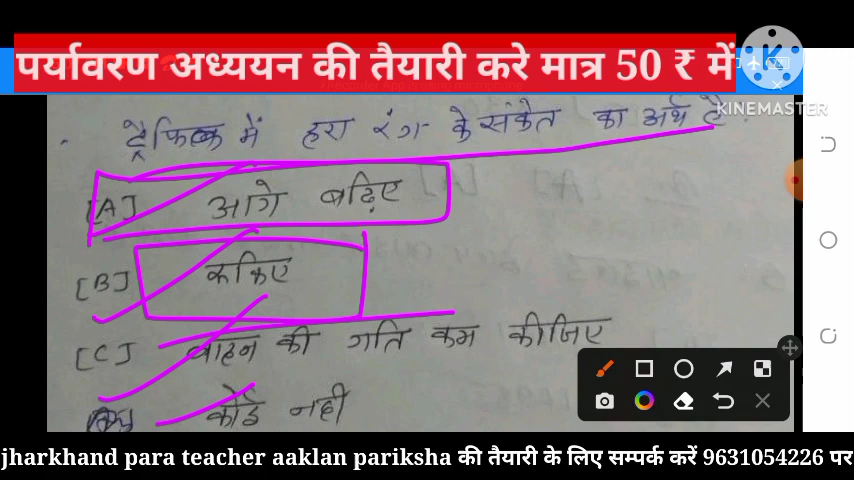 पर्यावरण अध्ययन की तैयारी करे मात्र 50 ₹ में
KINEMASTER
ट्रैफिक में हरा रंग के संकेत का अर्थ है
[A] आगे बढ़िए
[B] रूकिए
[C] वाहन की गति कम कीजिए
कोई नही
jharkhand para teacher aaklan pariksha की तैयारी के लिए सम्पर्क करें 9631054226 पर